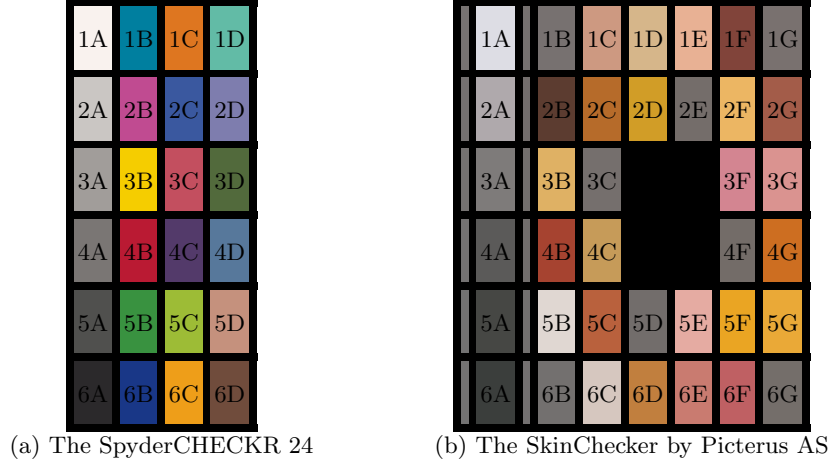 1A 1B 1C 1D 1A 1B 1C 1D 1E 1F 1G
2A 2B 2C 2D 2A 2B 2C 2D 2E 2F 2G
3A 3B 3C 3D 3A 3B 3C 3F 3G
4A 4B 4C 4D 4A 4B 4C 4F 4G
5A 5B 5C 5D 5A 5B 5C 5D 5E 5F 5G
6A 6B 6C 6D 6A 6B 6C 6D 6E 6F 6G
(a) The SpyderCHECKR 24 (b) The SkinChecker by Picterus AS